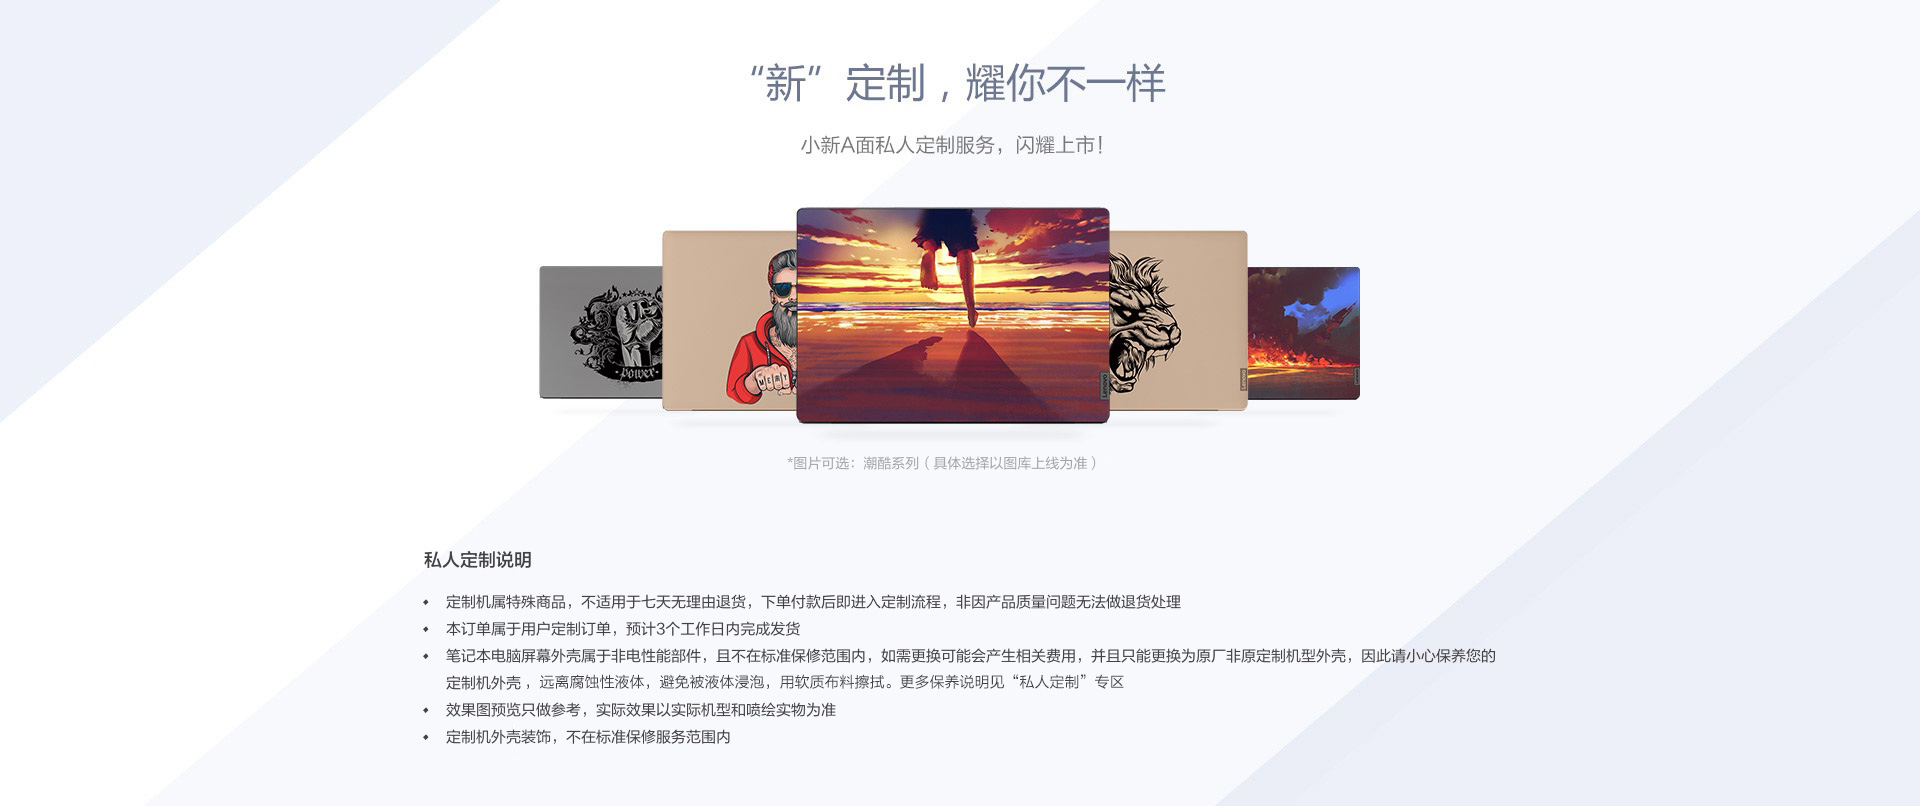 “新”定制，耀你不一样
小新A面私人定制服务，闪耀上市！
power
Lenovo
Lenovo
*图片可选：潮酷系列（具体选择以图库上线为准）
私人定制说明
定制机属特殊商品，不适用于七天无理由退货，下单付款后即进入定制流程，非因产品质量问题无法做退货处理
本订单属于用户定制订单，预计3个工作日内完成发货
笔记本电脑屏幕外壳属于非电性能部件，且不在标准保修范围内，如需更换可能会产生相关费用，并且只能更换为原厂非原定制机型外壳，因此请小心保养您的
定制机外壳，远离腐蚀性液体，避免被液体浸泡，用软质布料擦拭。更多保养说明见“私人定制”专区
效果图预览只做参考，实际效果以实际机型和喷绘实物为准
定制机外壳装饰，不在标准保修服务范围内